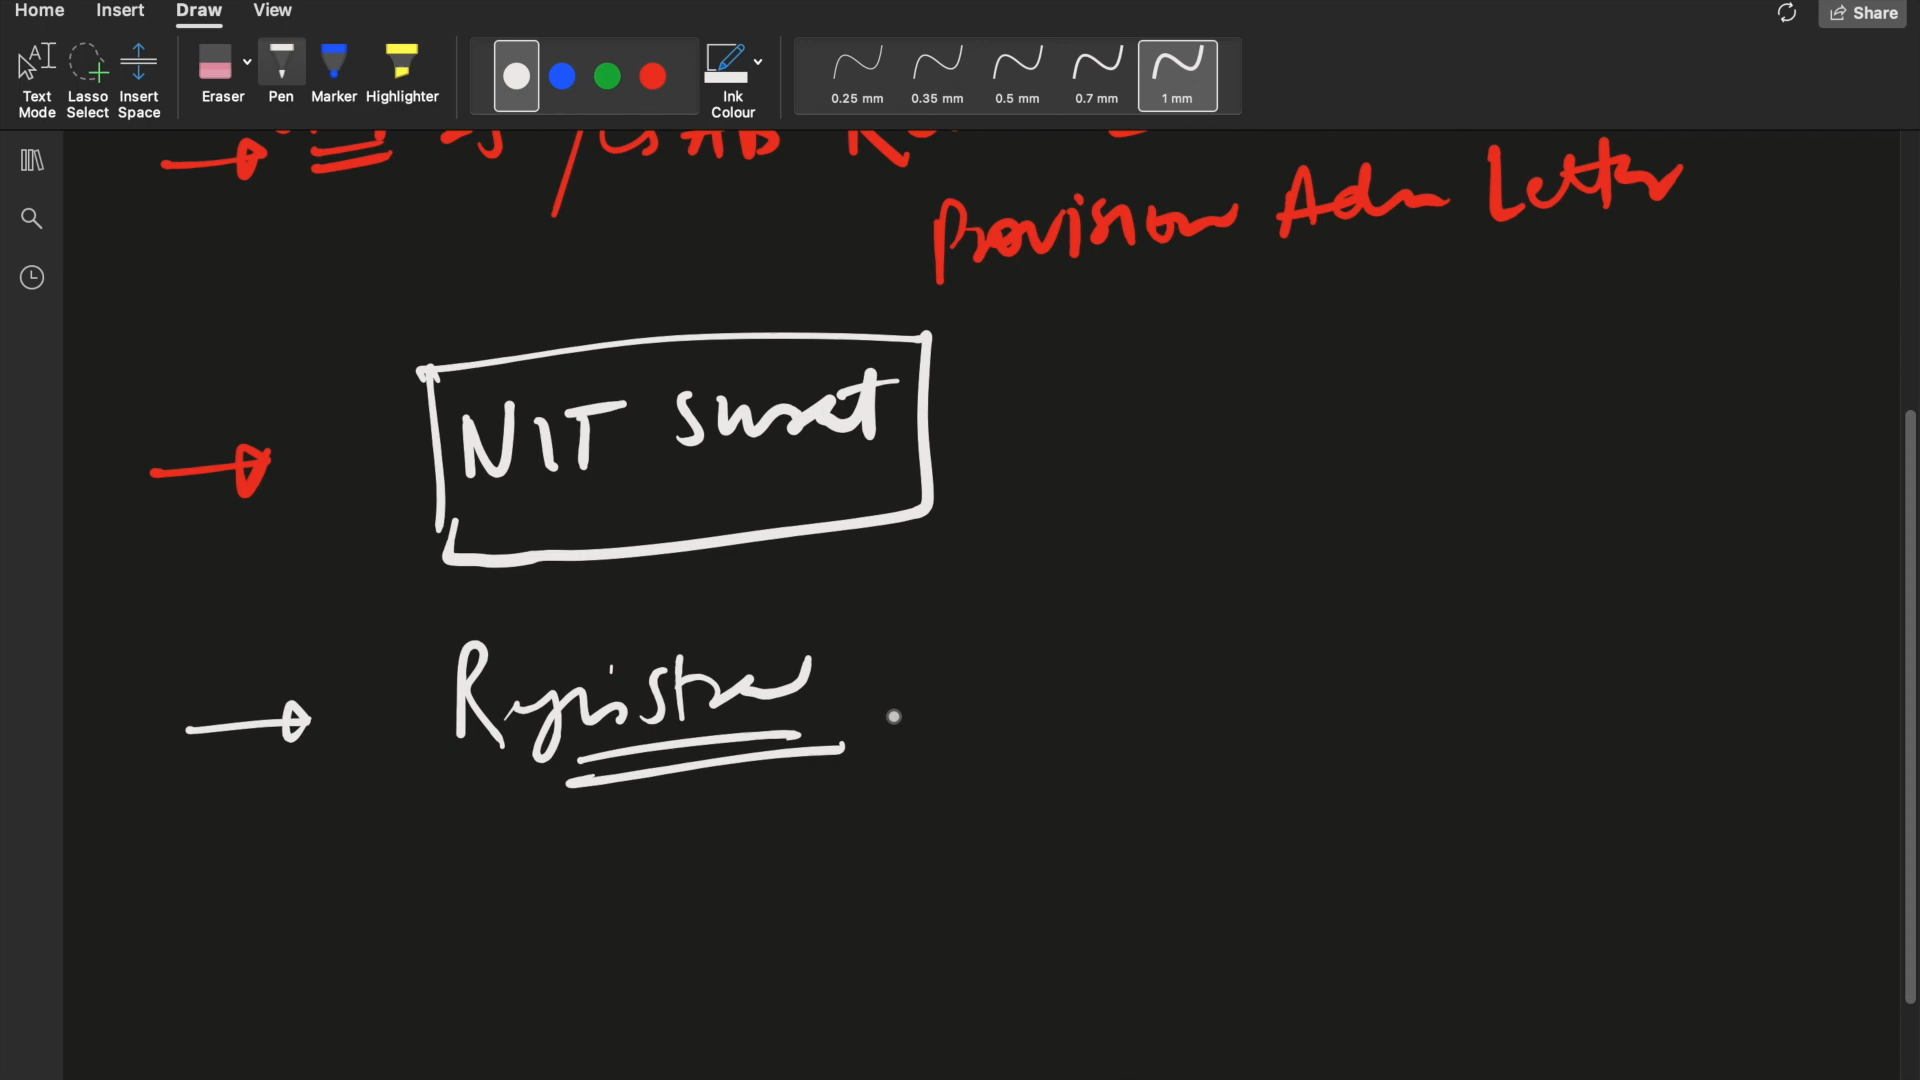 Home Insert Draw View
Share
Text Mode
Lasso Select
Insert Space
Eraser
Pen
Marker
Highlighter
Ink Colour
0.25 mm
0.35 mm
0.5 mm
0.7 mm
1 mm
Provision Adm Letter
NIT Surat